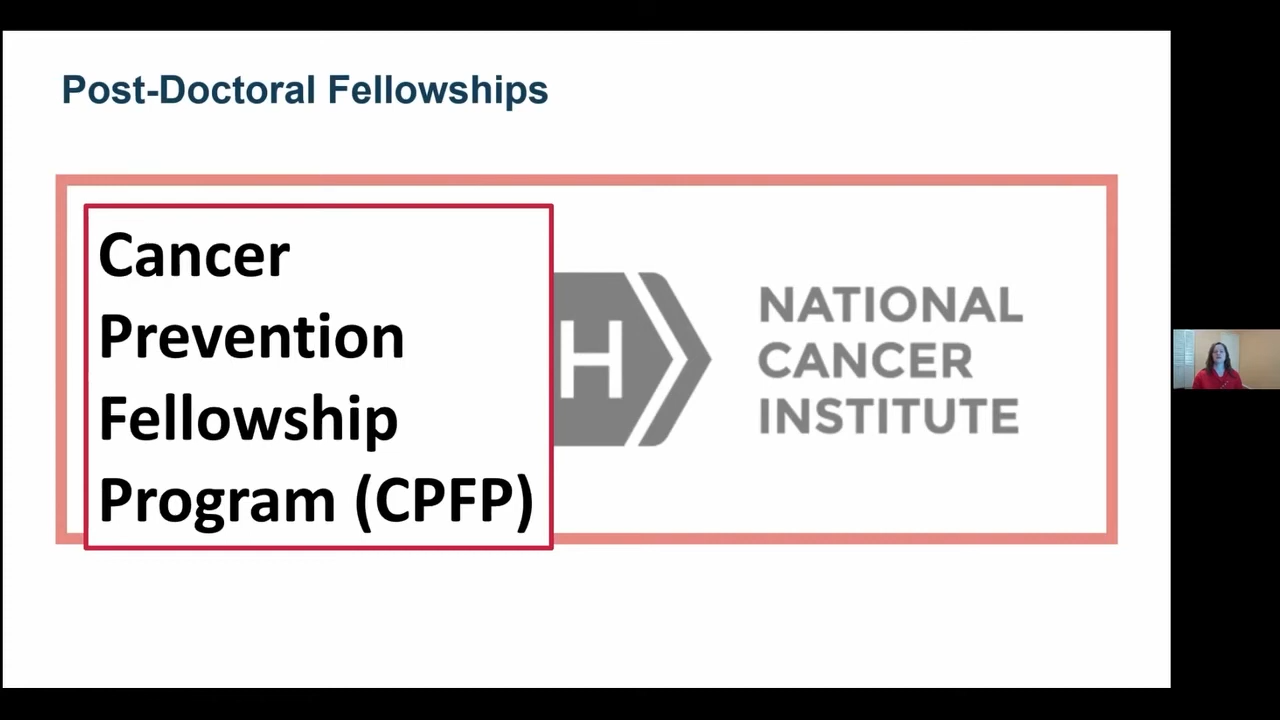 Post-Doctoral Fellowships
Cancer
Prevention
Fellowship
Program (CPFP)
H
NATIONAL
CANCER
INSTITUTE